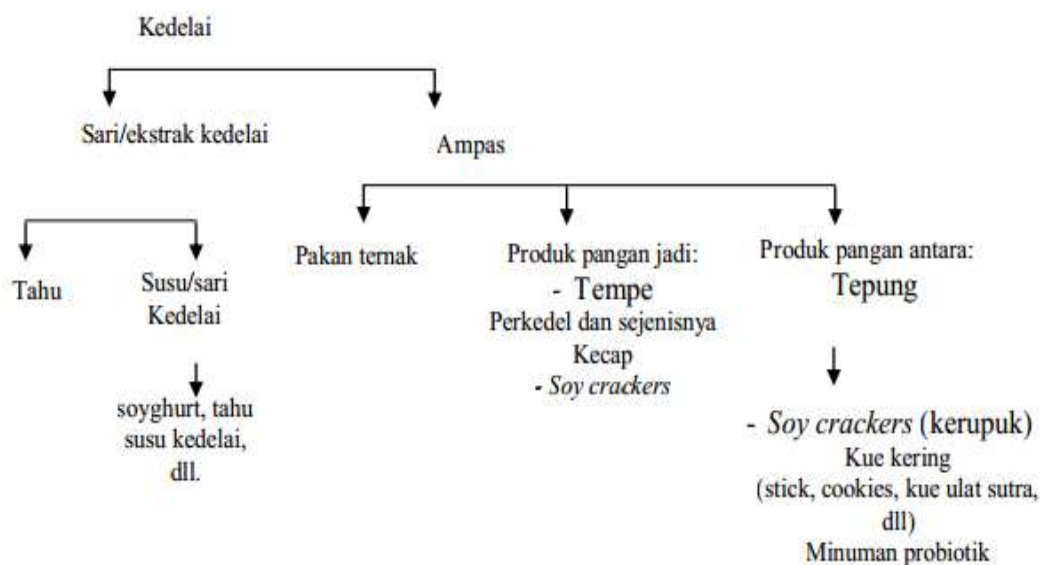 Kedelai
Sari/ekstrak kedelai
Ampas
Tahu
Susu/sari
Kedelai
soyghurt, tahu
susu kedelai,
dll.
Pakan ternak
Produk pangan jadi:
- Tempe
Perkedel dan sejenisnya
Kecap
- Soy crackers
Produk pangan antara:
Tepung
- Soy crackers (kerupuk)
Kue kering
(stick, cookies, kue ulat sutra,
dll)
Minuman probiotik